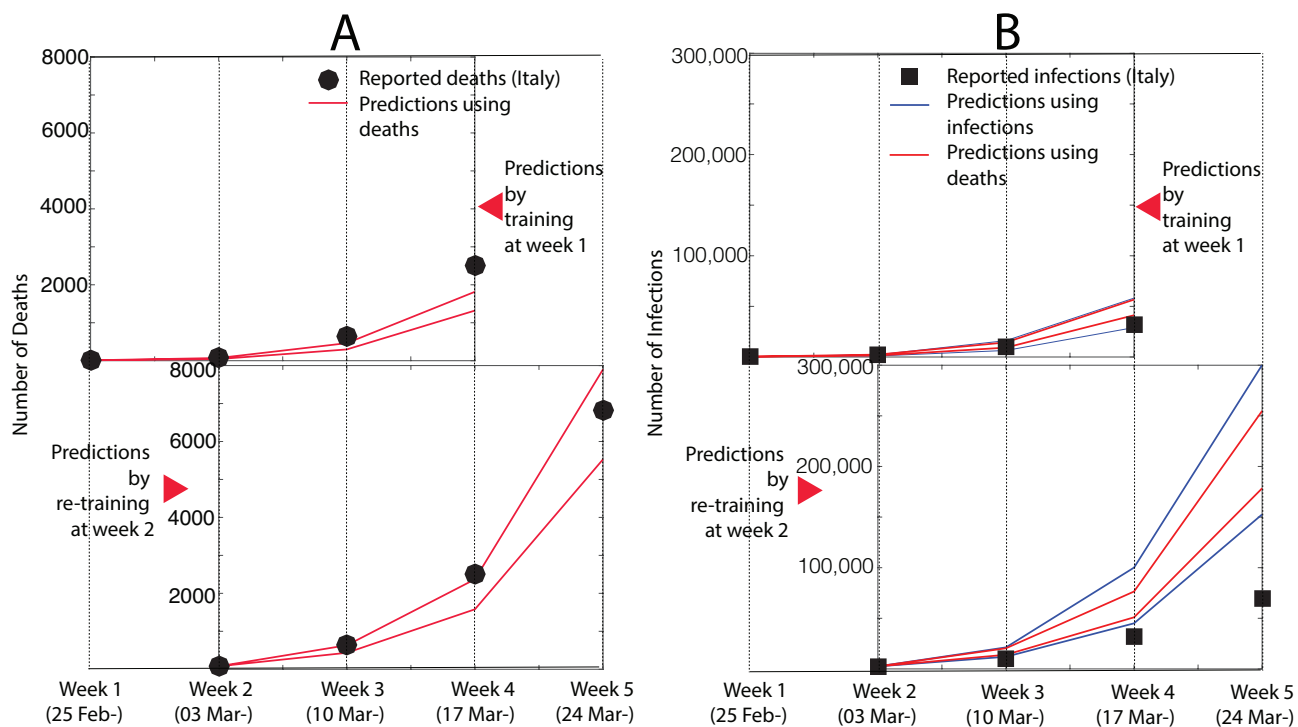 A
8000
6000
4000
2000
Reported deaths (Italy)
Predictions using
deaths
Predictions
by
training
at week 1
Number of Deaths
8000
6000
4000
2000
Predictions
by
re-training
at week 2
Week 1
(25 Feb-)
Week 2
(03 Mar-)
Week 3
(10 Mar-)
Week 4
(17 Mar-)
Week 5
(24 Mar-)
B
300,000
200,000
100,000
Reported infections (Italy)
Predictions using
infections
Predictions using
deaths
Predictions
by
training
at week 1
Number of Infections
300,000
200,000
100,000
Predictions
by
re-training
at week 2
Week 1
(25 Feb-)
Week 2
(03 Mar-)
Week 3
(10 Mar-)
Week 4
(17 Mar-)
Week 5
(24 Mar-)